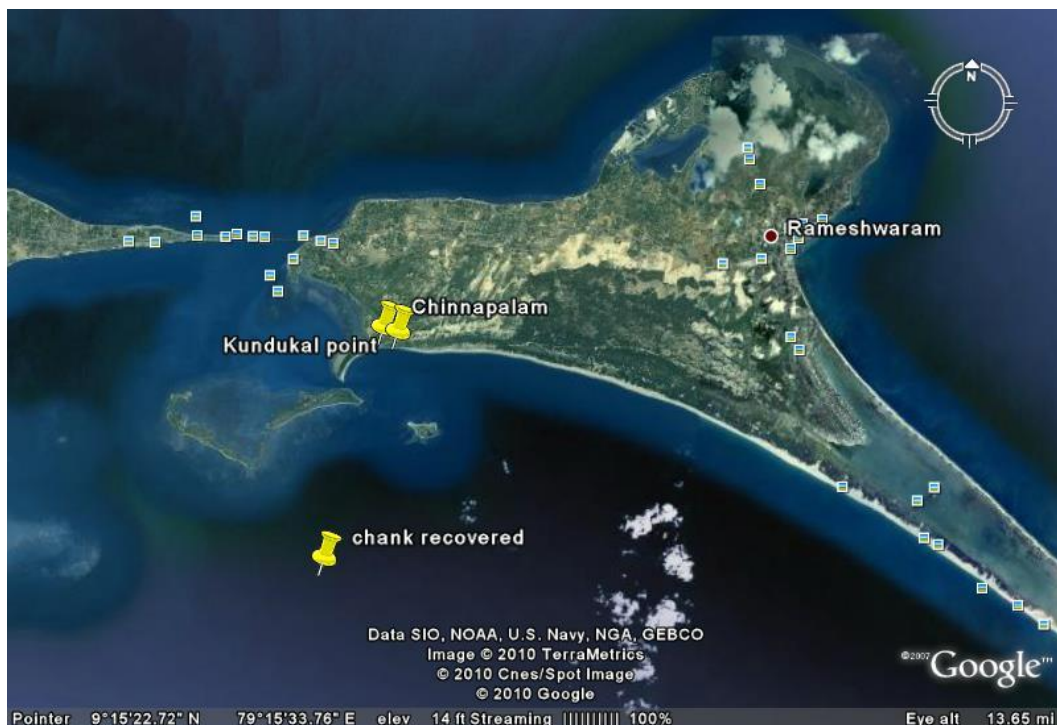 N
Rameshwaram
Chinnapalam
Kundukal point
chank recovered
Data SIO, NOAA, U.S. Navy, NGA, GEBCO
Image © 2010 TerraMetrics
© 2010 Cnes/Spot Image
© 2010 Google
©2007 Google™
Pointer 9°15'22.72" N 79°15'33.76" E elev 14 ft Streaming |||||||||| 100% Eye alt 13.65 mi